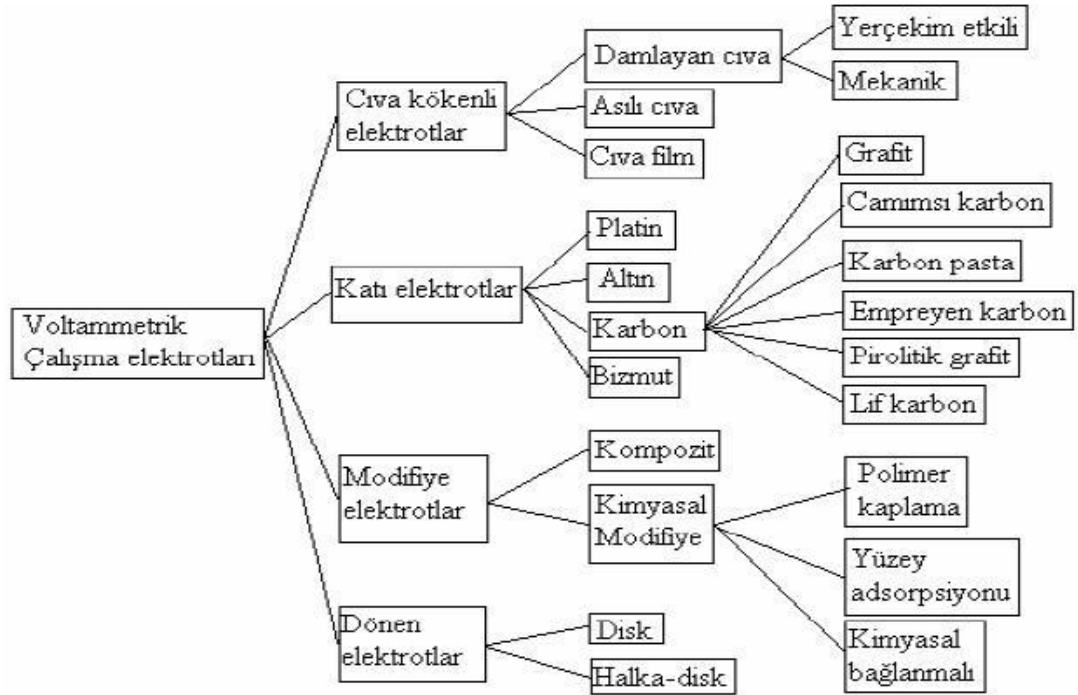 Voltammetrik
Çalışma elektrotları
Cıva kökenli
elektrotlar
Damlayan cıva
Yerçekim etkili
Mekanik
Asılı cıva
Cıva film
Katı elektrotlar
Platin
Altın
Karbon
Bizmut
Grafit
Camımsı karbon
Karbon pasta
Empreyen karbon
Pirolitik grafit
Lif karbon
Modifiye
elektrotlar
Kompozit
Kimyasal
Modifiye
Polimer
kaplama
Yüzey
adsorpsiyonu
Kimyasal
bağlanmalı
Dönen
elektrotlar
Disk
Halka-disk